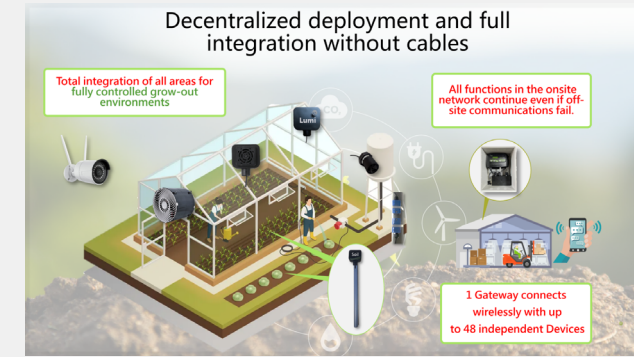 Decentralized deployment and full
integration without cables
Total integration of all areas for
fully controlled grow-out
environments
All functions in the onsite
network continue even if off-
site communications fail.
CO₂
Lumi
1 Gateway connects
wirelessly with up
to 48 independent Devices